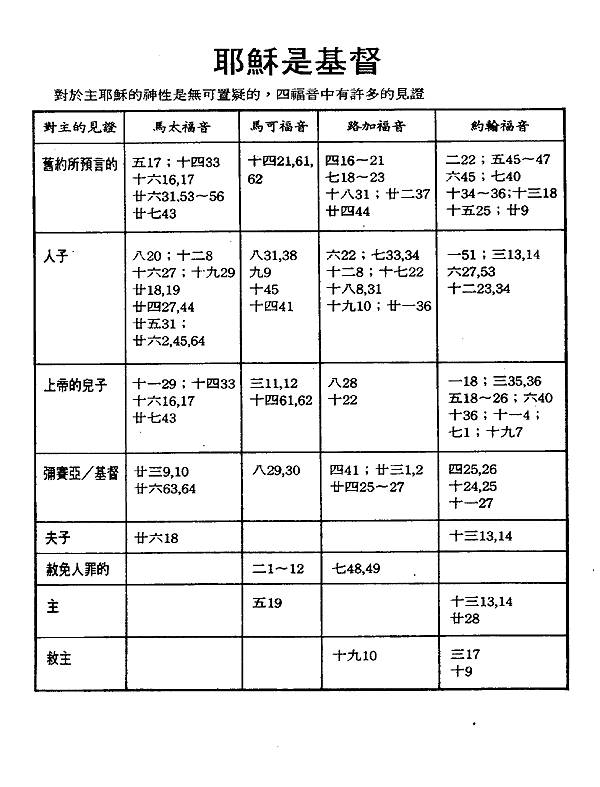 耶穌是基督
對於主耶穌的神性是無可置疑的，四福音中有許多的見證
對主的見證 馬太福音 馬可福音 路加福音 約翰福音
舊約所預言的 五17；十四33 十四21,61, 四16～21 二22；五45～47
十六16,17 62 七18～23 六45；七40
廿六31,53～56 十八31；廿二37 十34～36；十三18
廿七43 廿四44 十五25；廿9
人子 八20；十二8 八31,38 六22；七33,34 一51；三13,14
十六27；十九29 九9 十二8；十七22 六27,53
廿18,19 十45 十八8,31 十二23,34
廿四27,44 十四41 十九10；廿一36
廿五31；
廿六2,45,64
上帝的兒子 十一29；十四33 三11,12 八28 一18；三35,36
十六16,17 十四61,62 十22 五18～26；六40
廿七43 十36；十一4；
七1；十九7
彌賽亞／基督 廿三9,10 八29,30 四41；廿三1,2 四25,26
廿六63,64 廿四25～27 十24,25
十一27
夫子 廿六18 十三13,14
赦免人罪的 二1～12 七48,49
主 五19 十三13,14
廿28
救主 十九10 三17
十9